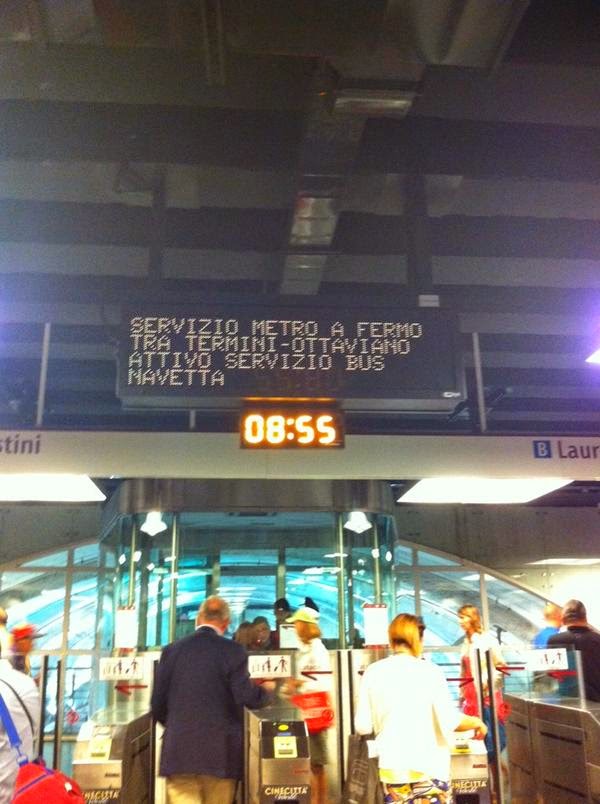 SERVIZIO METRO A FERMO
TRA TERMINI-OTTAVIANO
ATTIVO SERVIZIO BUS
NAVETTA
08:55
stini
B Laur
CINECITTÀ